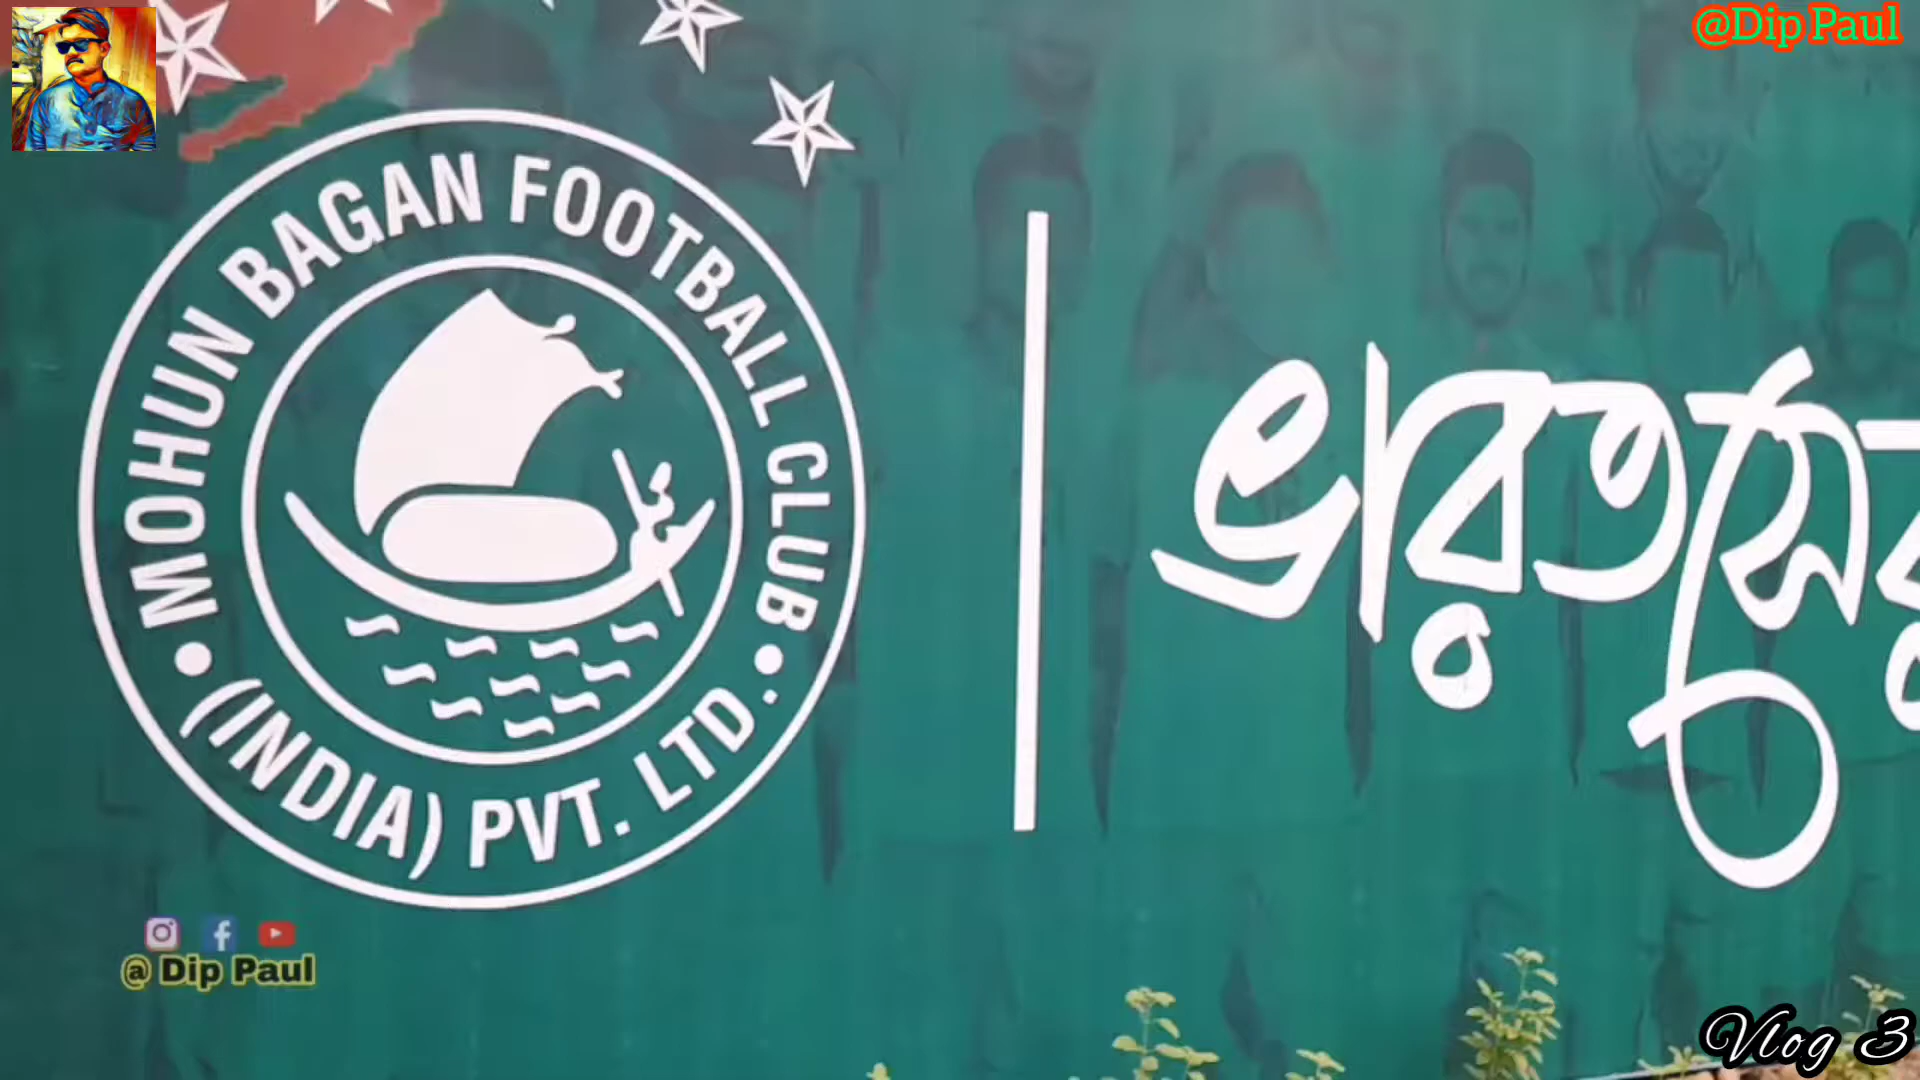 @Dip Paul
MOHUN BAGAN FOOTBALL CLUB
(INDIA) PVT. LTD.
@ Dip Paul
Vlog 3